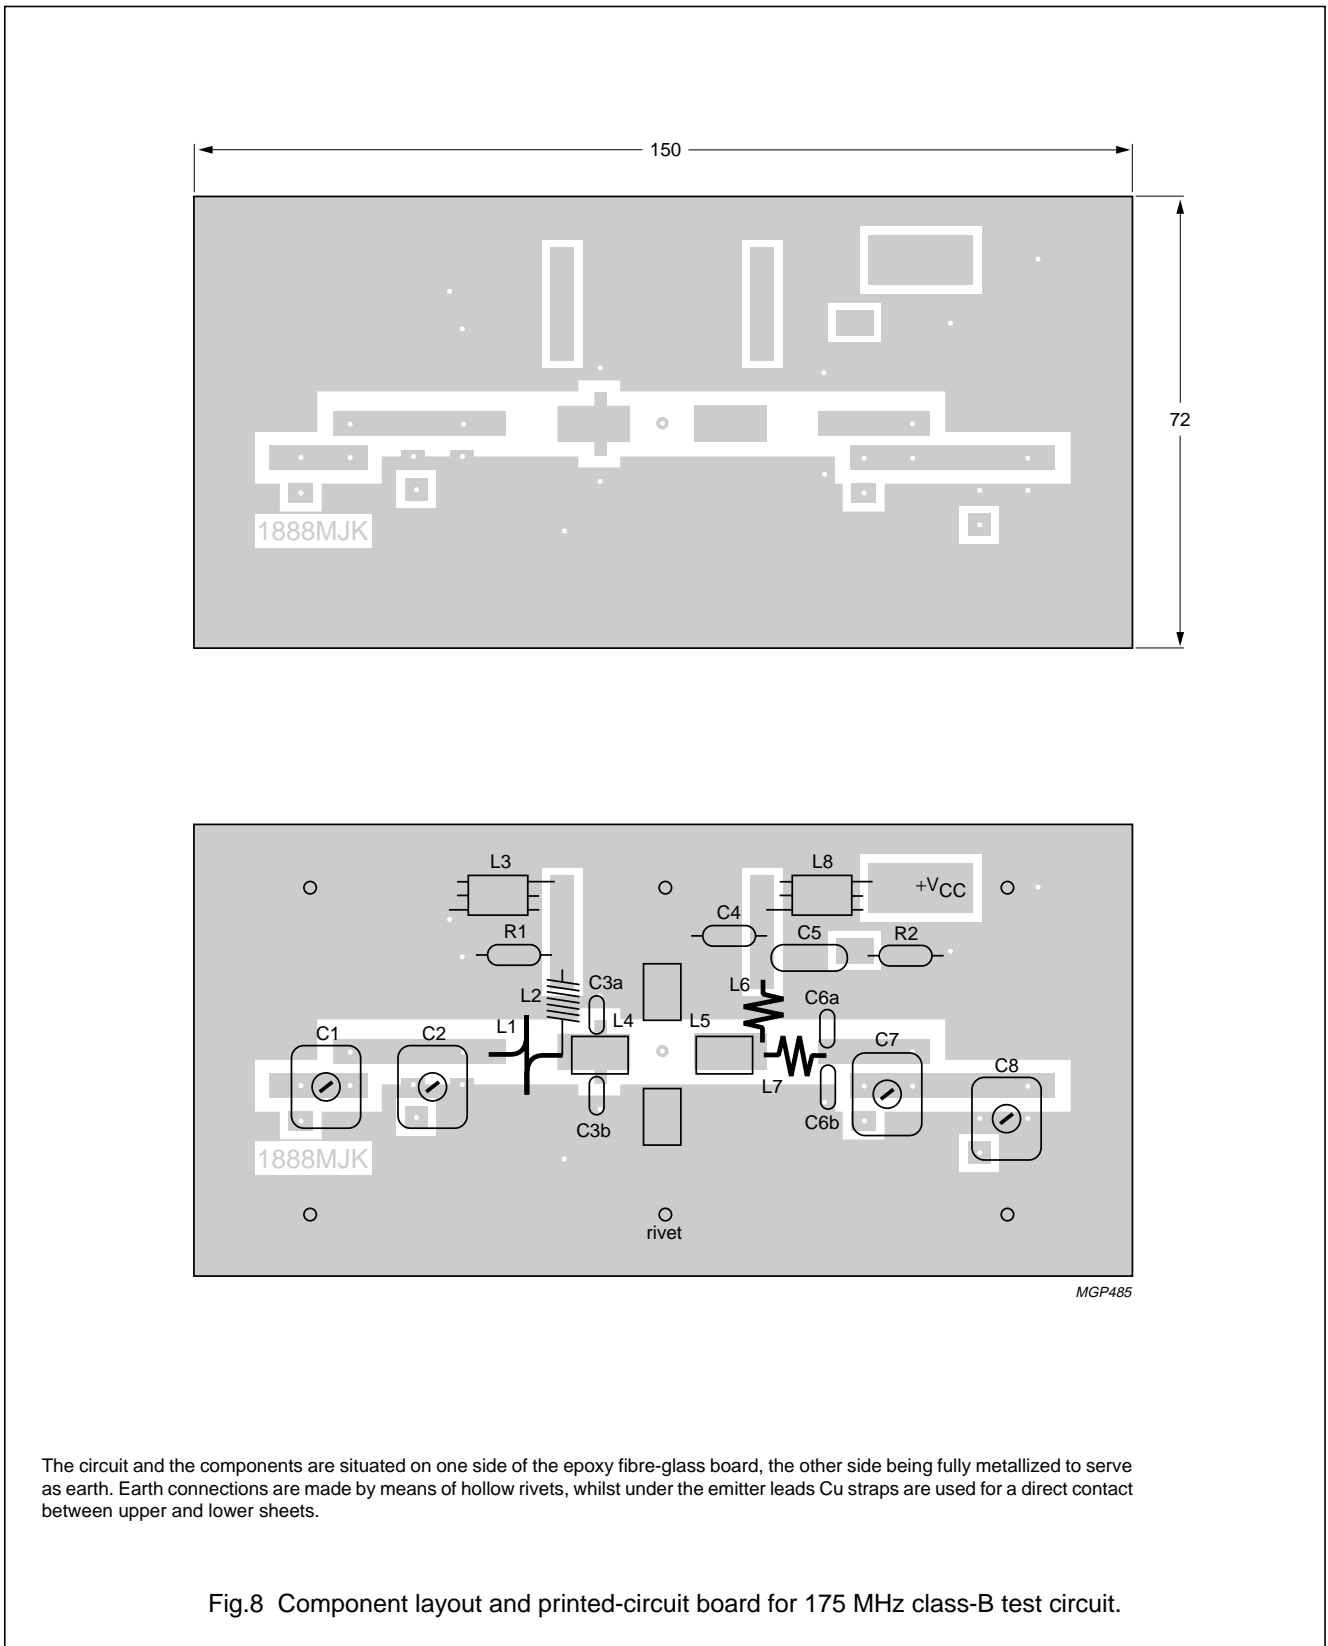 150
72
1888MJK
L3
L8
+VCC
R1
C4
C5
R2
L2
C3a
L6
C6a
C1
C2
L1
L4
L5
C7
C8
L7
C3b
C6b
1888MJK
rivet
MGP485
The circuit and the components are situated on one side of the epoxy fibre-glass board, the other side being fully metallized to serve
as earth. Earth connections are made by means of hollow rivets, whilst under the emitter leads Cu straps are used for a direct contact
between upper and lower sheets.
Fig.8 Component layout and printed-circuit board for 175 MHz class-B test circuit.